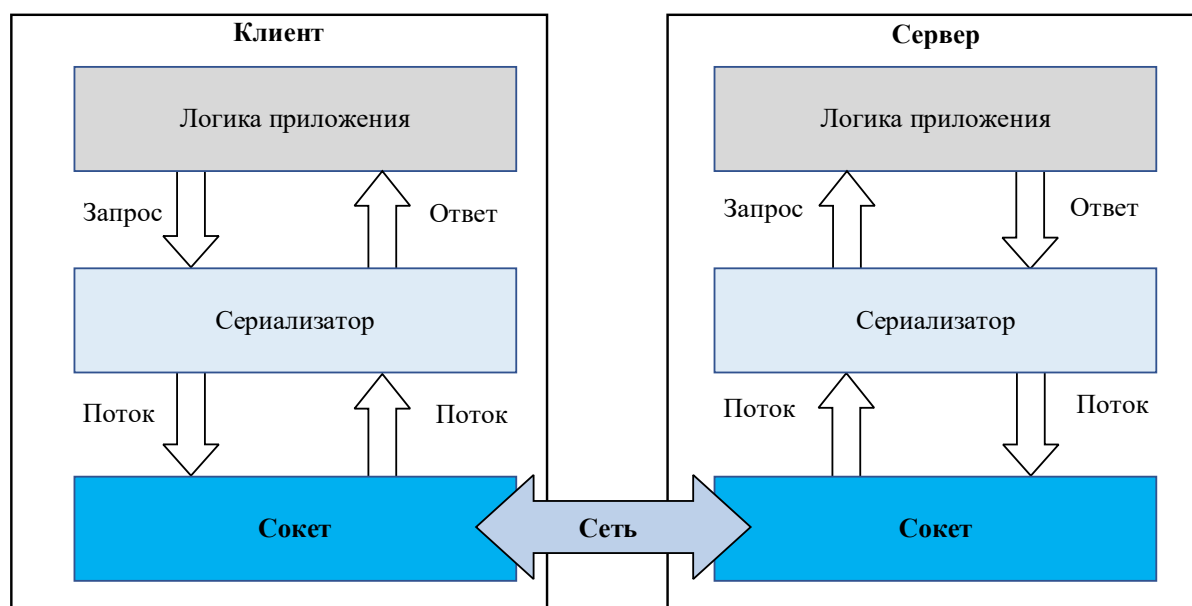 Клиент
Логика приложения
Запрос
Ответ
Сериализатор
Поток
Поток
Сокет
Сеть
Сервер
Логика приложения
Запрос
Ответ
Сериализатор
Поток
Поток
Сокет